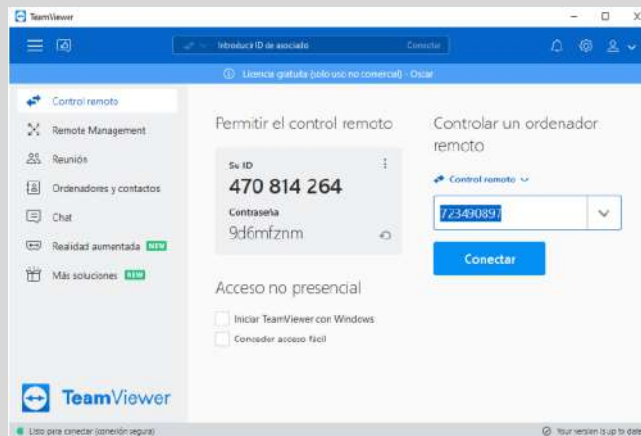 TeamViewer
Introduzca ID de asociado
Conectar
Licencia gratuita (solo uso no comercial) - Oscar
Control remoto
Remote Management
Reunión
Ordenadores y contactos
Chat
Realidad aumentada NEW
Más soluciones NEW
TeamViewer
Permitir el control remoto
Su ID
470 814 264
Contraseña
9d6mfznm
Acceso no presencial
Iniciar TeamViewer con Windows
Conceder acceso fácil
Controlar un ordenador
remoto
Control remoto
723490897
Conectar
Listo para conectar (conexión segura)
Your version is up to date